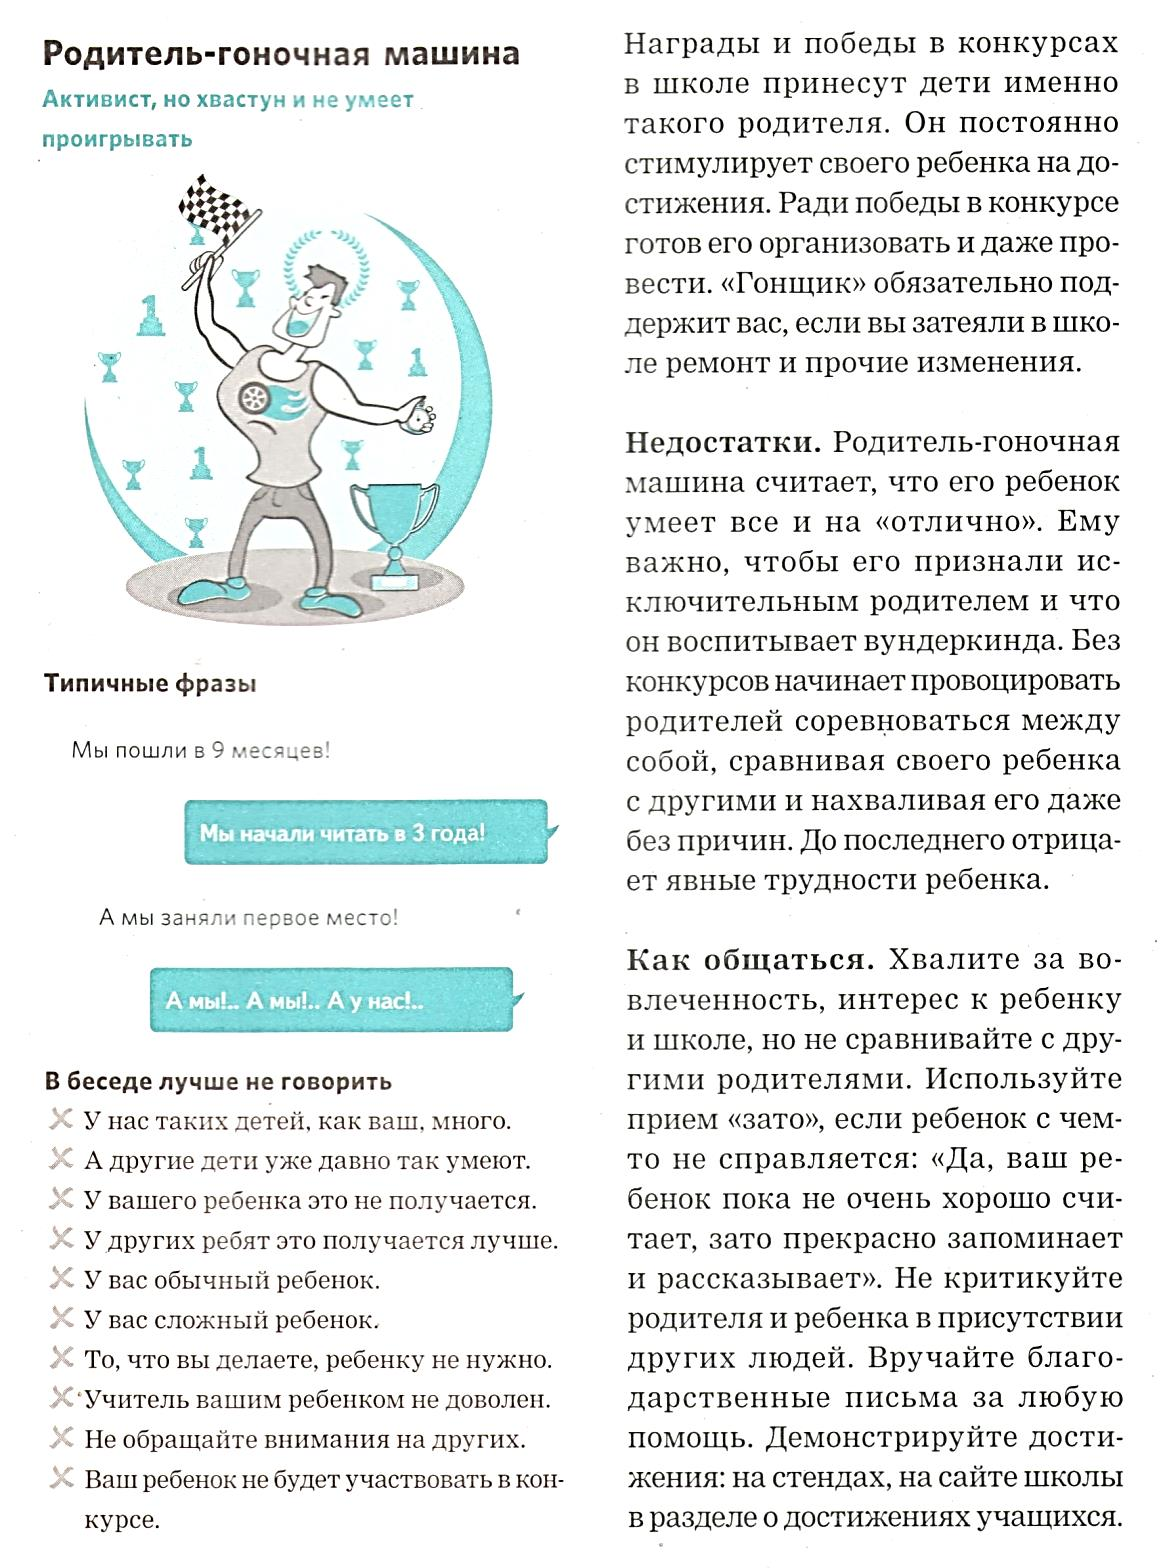 Родитель-гоночная машина
Активист, но хвастун и не умеет
проигрывать
1
1
1
Типичные фразы
Мы пошли в 9 месяцев!
Мы начали читать в 3 года!
А мы заняли первое место!
А мы!.. А мы!.. А у нас!..
В беседе лучше не говорить
У нас таких детей, как ваш, много.
А другие дети уже давно так умеют.
У вашего ребенка это не получается.
У других ребят это получается лучше.
У вас обычный ребенок.
У вас сложный ребенок.
То, что вы делаете, ребенку не нужно.
Учитель вашим ребенком не доволен.
Не обращайте внимания на других.
Ваш ребенок не будет участвовать в кон-
курсе.
Награды и победы в конкурсах
в школе принесут дети именно
такого родителя. Он постоянно
стимулирует своего ребенка на до-
стижения. Ради победы в конкурсе
готов его организовать и даже про-
вести. «Гонщик» обязательно под-
держит вас, если вы затеяли в шко-
ле ремонт и прочие изменения.
Недостатки. Родитель-гоночная
машина считает, что его ребенок
умеет все и на «отлично». Ему
важно, чтобы его признали ис-
ключительным родителем и что
он воспитывает вундеркинда. Без
конкурсов начинает провоцировать
родителей соревноваться между
собой, сравнивая своего ребенка
с другими и нахваливая его даже
без причин. До последнего отрица-
ет явные трудности ребенка.
Как общаться. Хвалите за во-
влеченность, интерес к ребенку
и школе, но не сравнивайте с дру-
гими родителями. Используйте
прием «зато», если ребенок с чем-
то не справляется: «Да, ваш ре-
бенок пока не очень хорошо счи-
тает, зато прекрасно запоминает
и рассказывает». Не критикуйте
родителя и ребенка в присутствии
других людей. Вручайте благо-
дарственные письма за любую
помощь. Демонстрируйте дости-
жения: на стендах, на сайте школы
в разделе о достижениях учащихся.